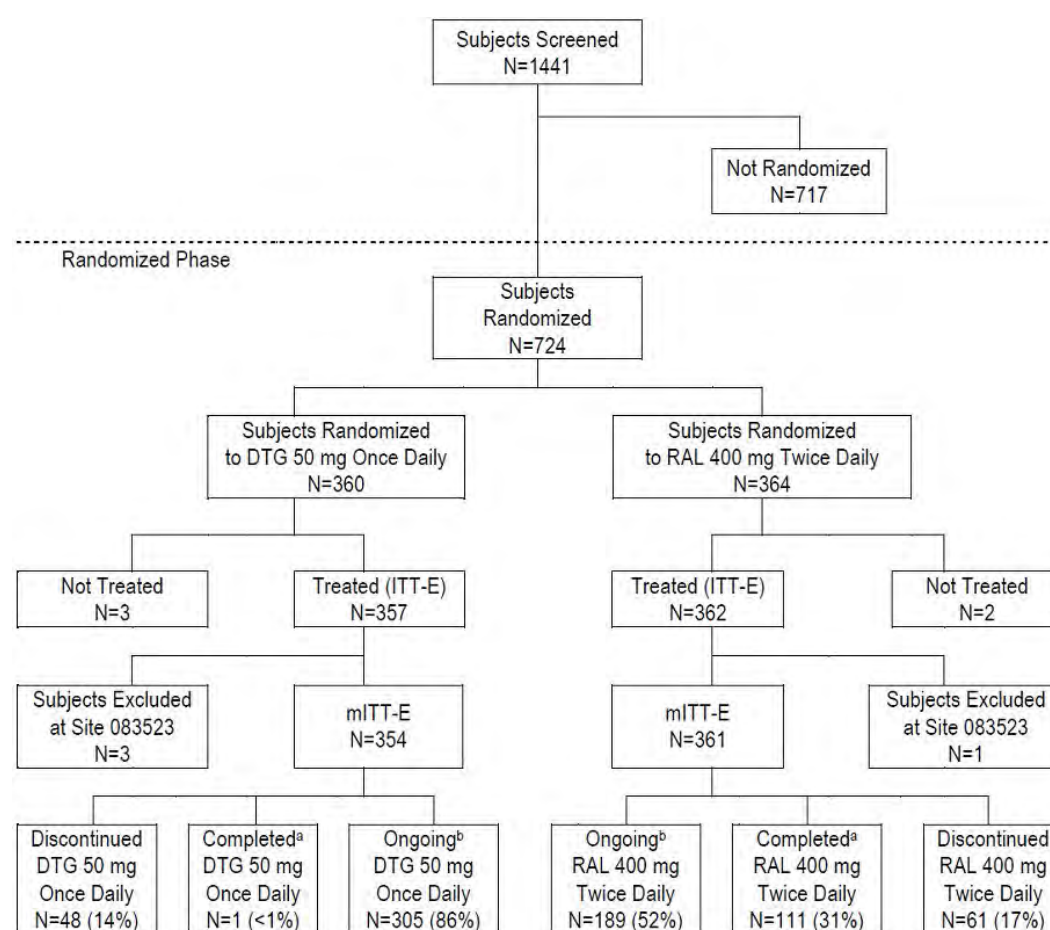 Subjects Screened
N=1441
Not Randomized
N=717
Randomized Phase
Subjects
Randomized
N=724
Subjects Randomized
to DTG 50 mg Once Daily
N=360
Subjects Randomized
to RAL 400 mg Twice Daily
N=364
Not Treated
N=3
Treated (ITT-E)
N=357
Treated (ITT-E)
N=362
Not Treated
N=2
Subjects Excluded
at Site 083523
N=3
mITT-E
N=354
mITT-E
N=361
Subjects Excluded
at Site 083523
N=1
Discontinued
DTG 50 mg
Once Daily
N=48 (14%)
Completedᵃ
DTG 50 mg
Once Daily
N=1 (<1%)
Ongoingᵇ
DTG 50 mg
Once Daily
N=305 (86%)
Ongoingᵇ
RAL 400 mg
Twice Daily
N=189 (52%)
Completedᵃ
RAL 400 mg
Twice Daily
N=111 (31%)
Discontinued
RAL 400 mg
Twice Daily
N=61 (17%)